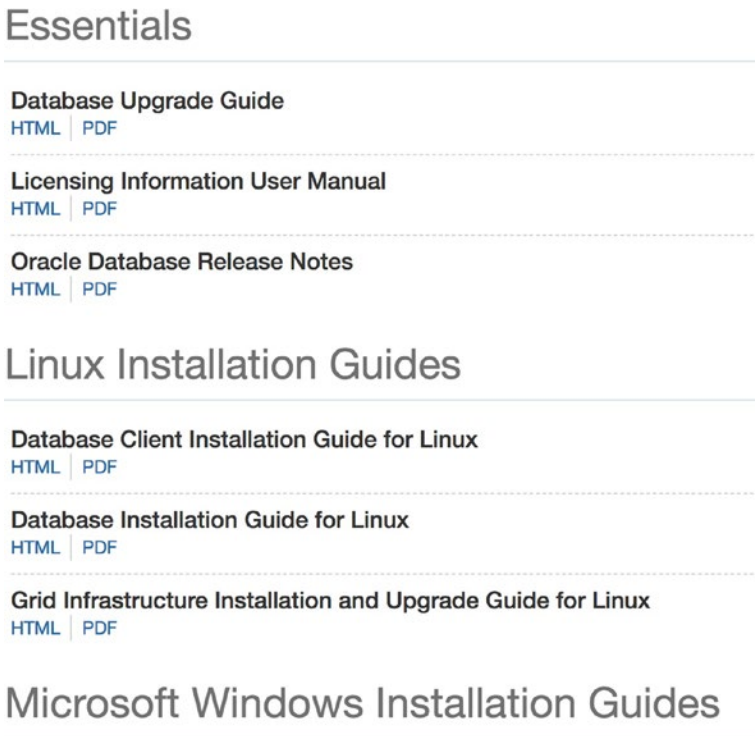 Essentials
Database Upgrade Guide
HTML PDF
Licensing Information User Manual
HTML PDF
Oracle Database Release Notes
HTML PDF
Linux Installation Guides
Database Client Installation Guide for Linux
HTML PDF
Database Installation Guide for Linux
HTML PDF
Grid Infrastructure Installation and Upgrade Guide for Linux
HTML PDF
Microsoft Windows Installation Guides